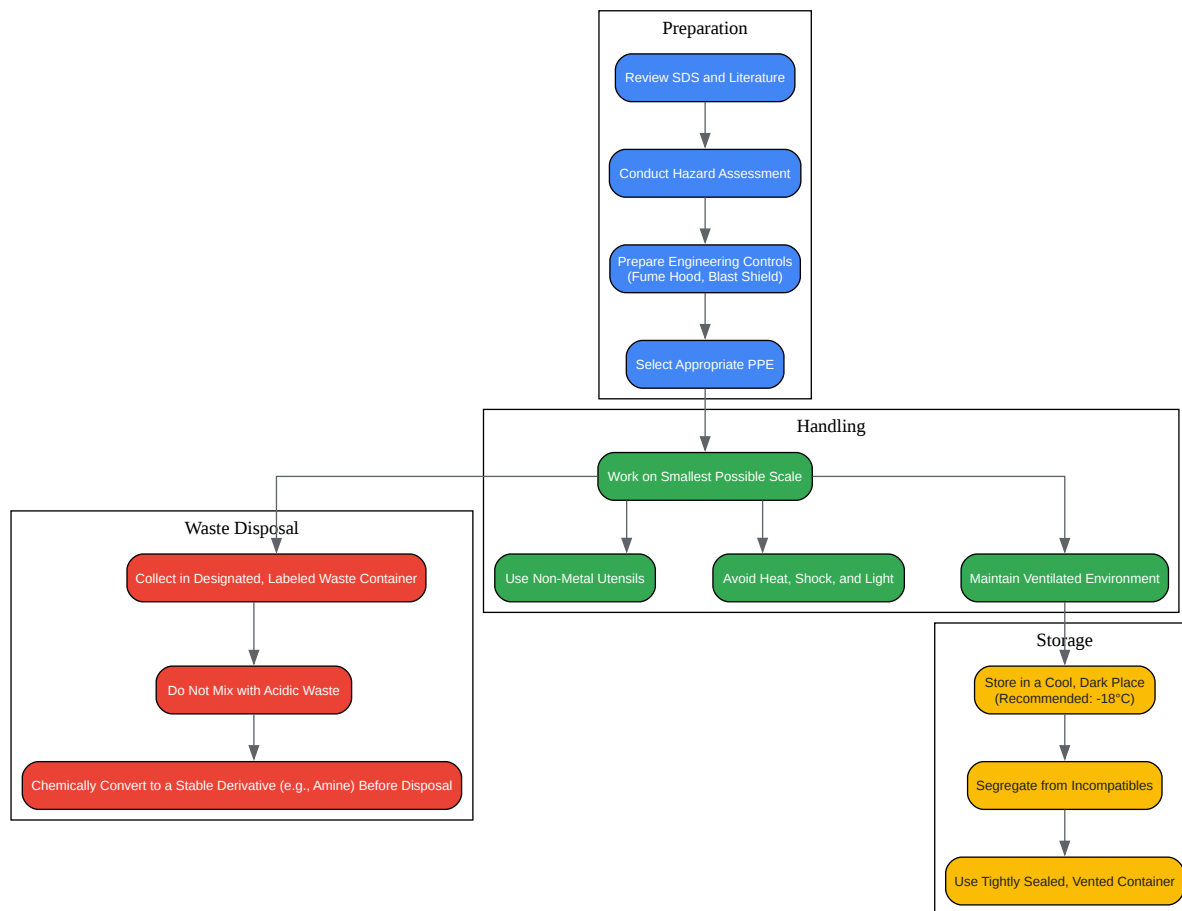 Preparation
Review SDS and Literature
Conduct Hazard Assessment
Prepare Engineering Controls
(Fume Hood, Blast Shield)
Select Appropriate PPE
Handling
Work on Smallest Possible Scale
Use Non-Metal Utensils
Avoid Heat, Shock, and Light
Maintain Ventilated Environment
Waste Disposal
Collect in Designated, Labeled Waste Container
Do Not Mix with Acidic Waste
Chemically Convert to a Stable Derivative (e.g., Amine) Before Disposal
Storage
Store in a Cool, Dark Place
(Recommended: -18°C)
Segregate from Incompatibles
Use Tightly Sealed, Vented Container